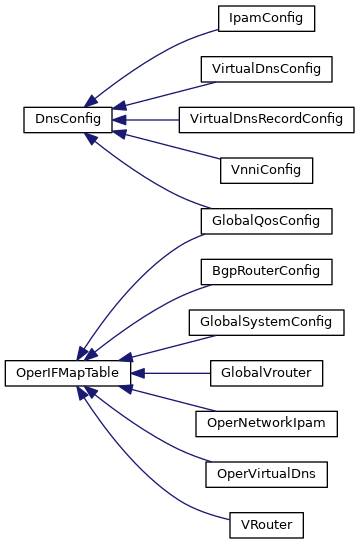 IpamConfig
VirtualDnsConfig
DnsConfig
VirtualDnsRecordConfig
VnniConfig
GlobalQosConfig
BgpRouterConfig
GlobalSystemConfig
OperIFMapTable
GlobalVrouter
OperNetworkIpam
OperVirtualDns
VRouter